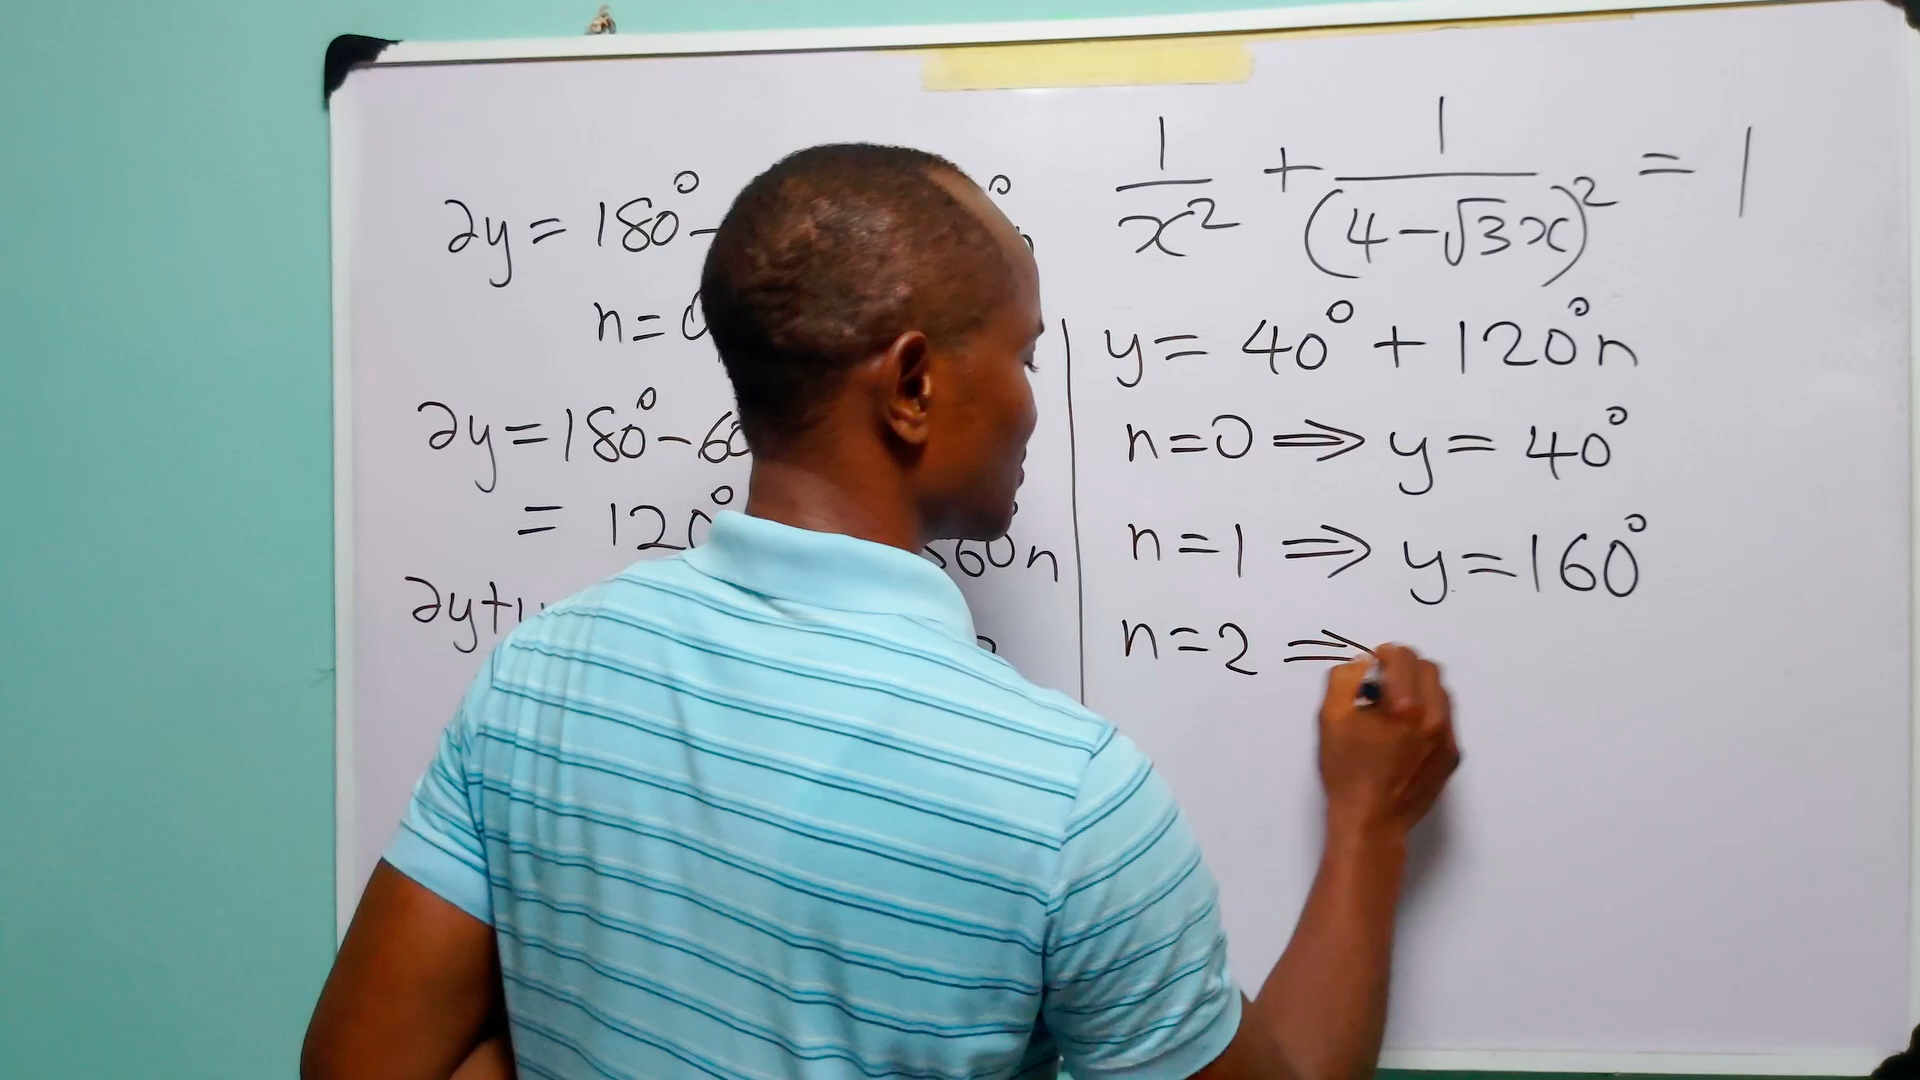 2y = 180° -
n = 0
2y = 180° - 60
= 120°
360n
2y + y
1/x² + 1/(4-√3x)² = 1
y = 40° + 120°n
n = 0 ⟹ y = 40°
n = 1 ⟹ y = 160°
n = 2 ⟹